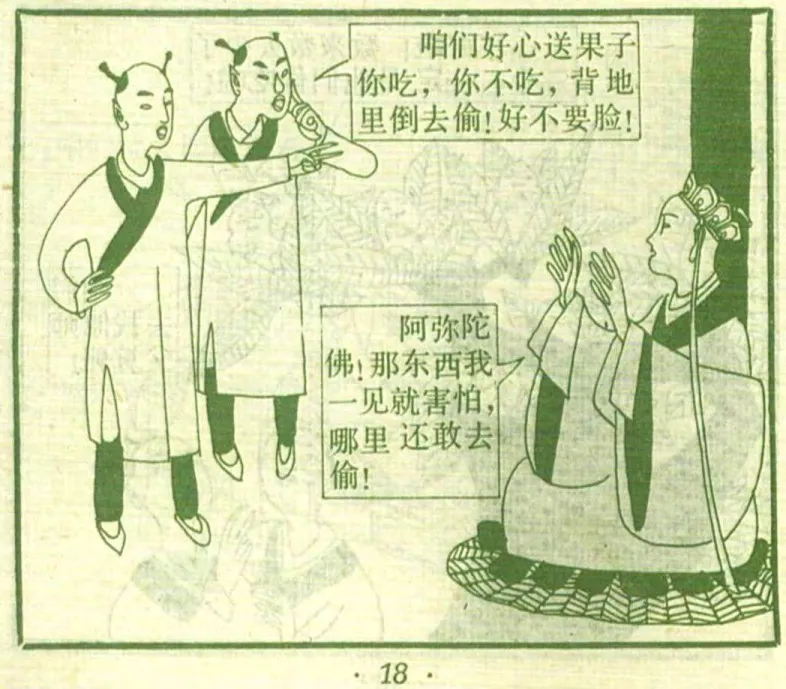 咱们好心送果子
你吃，你不吃，背地
里倒去偷！好不要脸！
阿弥陀
佛！那东西我
一见就害怕，
哪里还敢去
偷！
· 18 ·